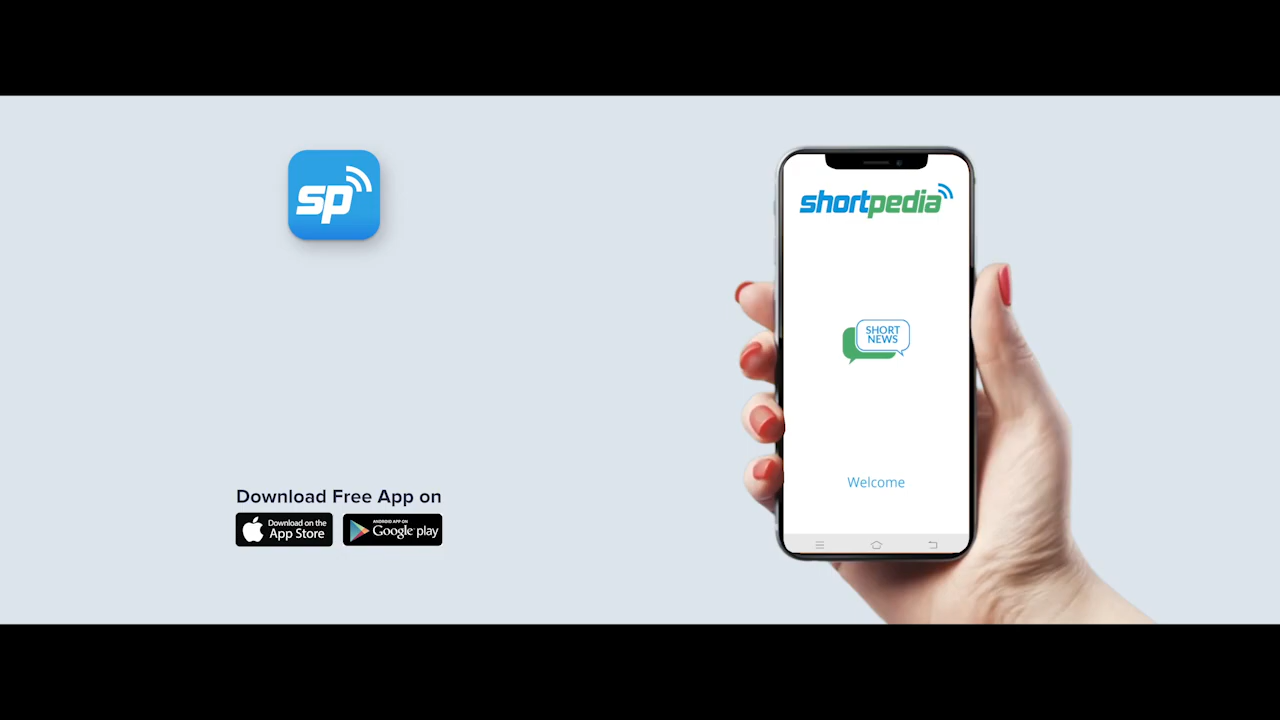 sp
Download Free App on
Download on the
App Store
ANDROID APP ON
Google play
shortpedia
SHORT
NEWS
Welcome